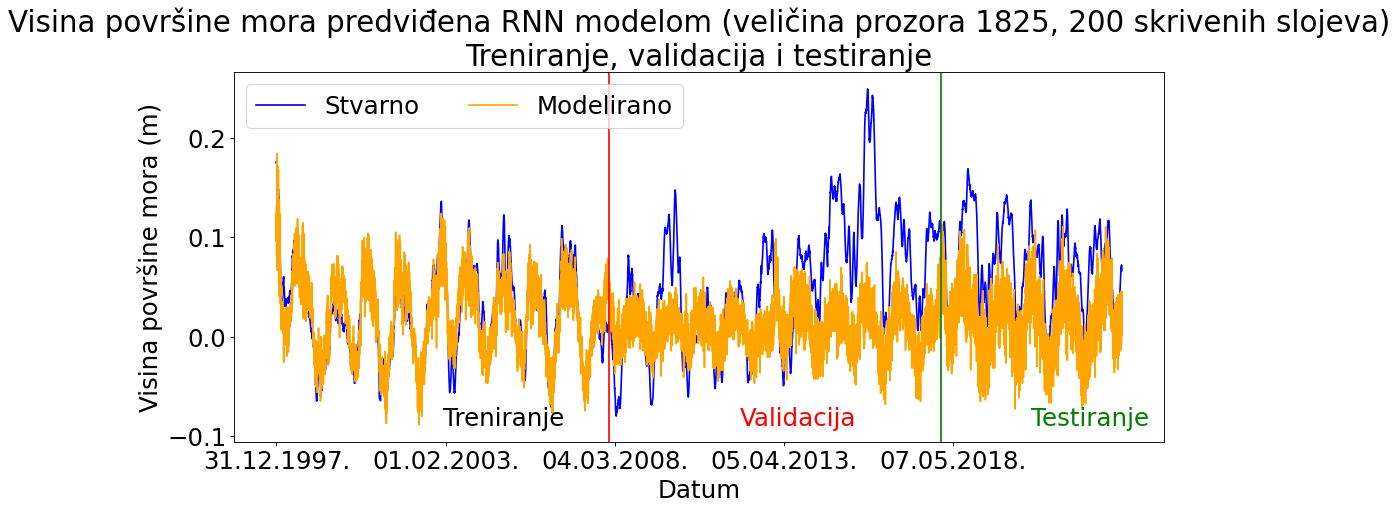 Visina površine mora predviđena RNN modelom (veličina prozora 1825, 200 skrivenih slojeva)
Treniranje, validacija i testiranje
Stvarno
Modelirano
Visina površine mora (m)
0.2
0.1
0.0
−0.1
Treniranje
Validacija
Testiranje
31.12.1997.
01.02.2003.
04.03.2008.
05.04.2013.
07.05.2018.
Datum